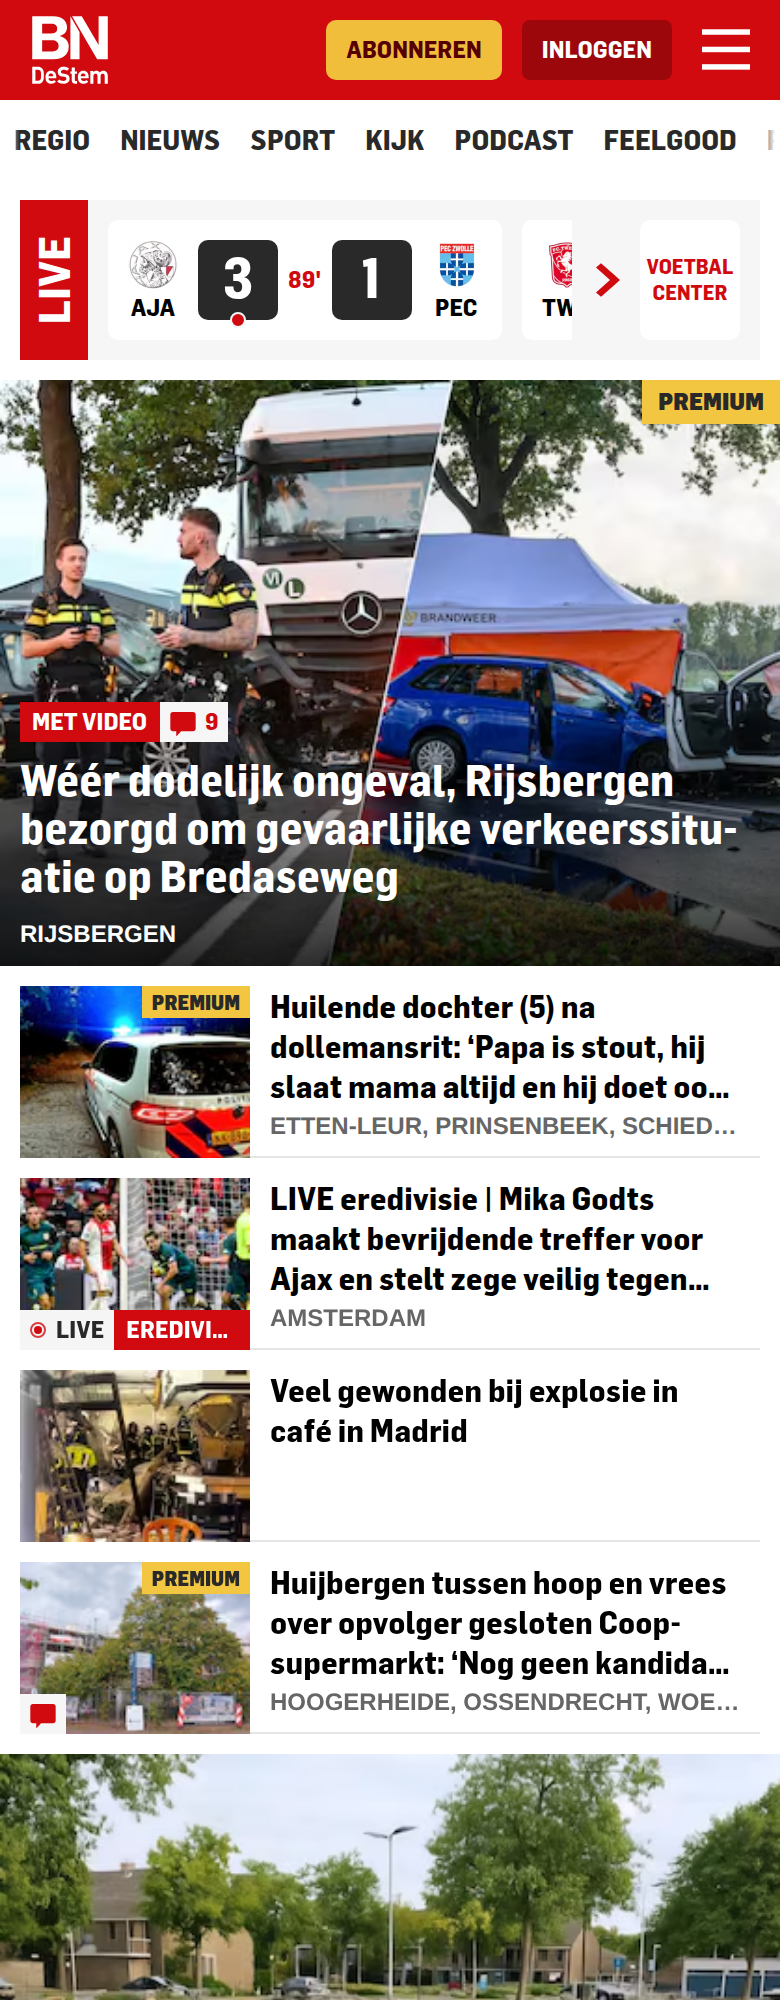 BN
DeStem
ABONNEREN
INLOGGEN
REGIO NIEUWS SPORT KIJK PODCAST FEELGOOD
LIVE
3 89' 1
AJA PEC TW
VOETBAL
CENTER
PREMIUM
VI L
BRANDWEER
MET VIDEO 9
Wéér dodelijk ongeval, Rijsbergen
bezorgd om gevaarlijke verkeerssitu-
atie op Bredaseweg
RIJSBERGEN
PREMIUM
Huilende dochter (5) na
dollemansrit: ‘Papa is stout, hij
slaat mama altijd en hij doet oo...
ETTEN-LEUR, PRINSENBEEK, SCHIED...
LIVE eredivisie | Mika Godts
maakt bevrijdende treffer voor
Ajax en stelt zege veilig tegen...
AMSTERDAM
LIVE EREDIVI...
Veel gewonden bij explosie in
café in Madrid
PREMIUM
Huijbergen tussen hoop en vrees
over opvolger gesloten Coop-
supermarkt: ‘Nog geen kandida...
HOOGERHEIDE, OSSENDRECHT, WOE...